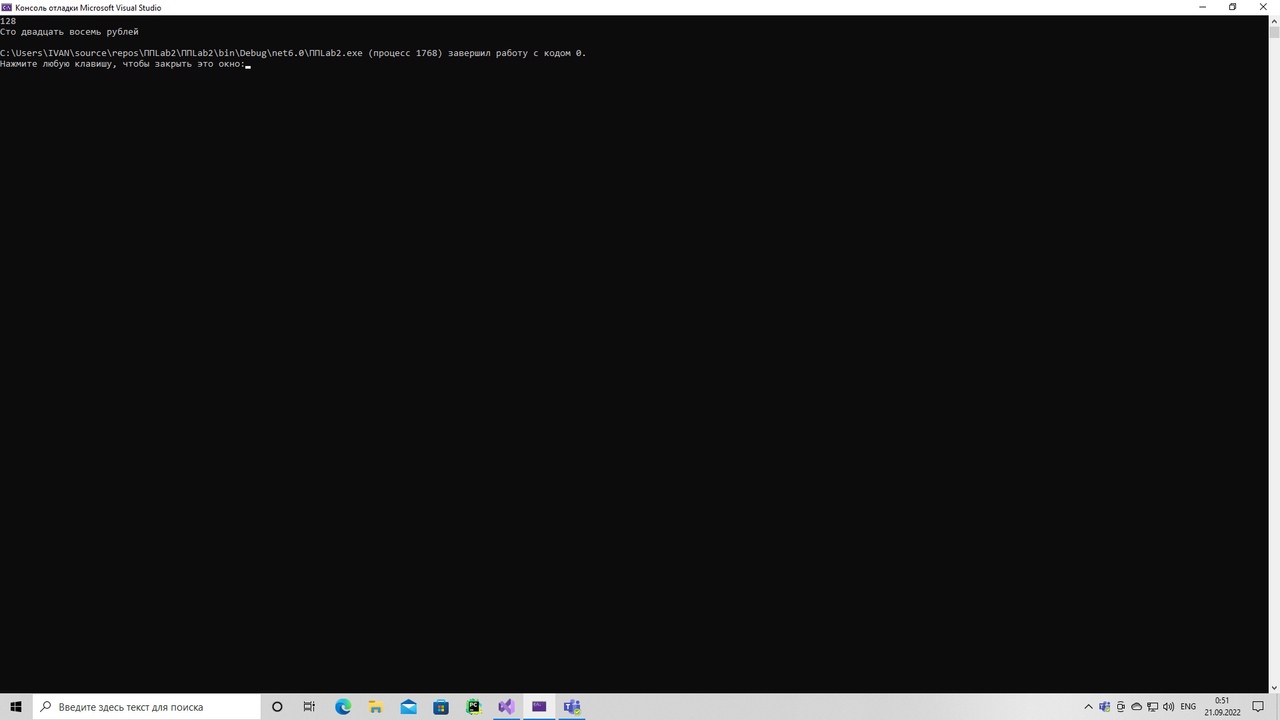 Консоль отладки Microsoft Visual Studio
128
Сто двадцать восемь рублей
C:\Users\IVAN\source\repos\ППLab2\ППLab2\bin\Debug\net6.0\ППLab2.exe (процесс 1768) завершил работу с кодом 0.
Нажмите любую клавишу, чтобы закрыть это окно:
Введите здесь текст для поиска
PC
ENG
0:51
21.09.2022